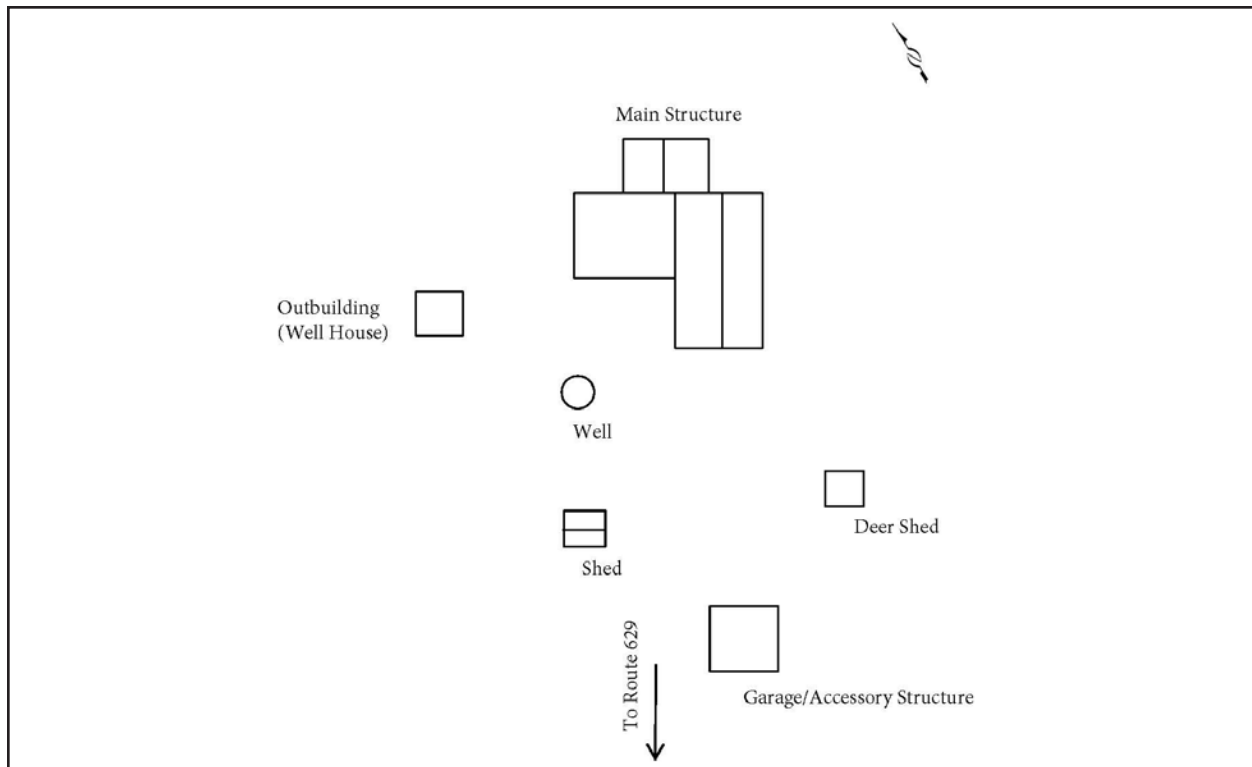 Main Structure
Outbuilding
(Well House)
Well
Deer Shed
Shed
To Route 629
Garage/Accessory Structure